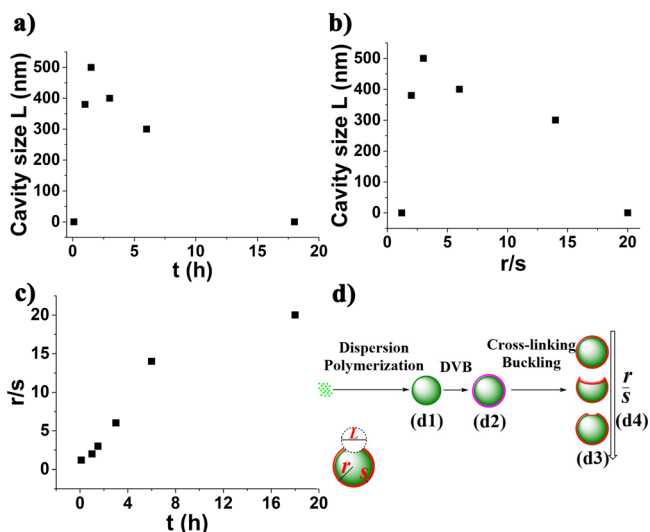 a)
Cavity size L (nm)
500
400
300
200
100
0
0 5 10 15 20
t (h)
b)
Cavity size L (nm)
500
400
300
200
100
0
0 5 10 15 20
r/s
c)
r/s
20
15
10
5
0
0 4 8 12 16 20
t (h)
d)
Dispersion
Polymerization
DVB
Cross-linking
Buckling
(d1)
(d2)
(d3)
r
s
(d4)
L
r
S